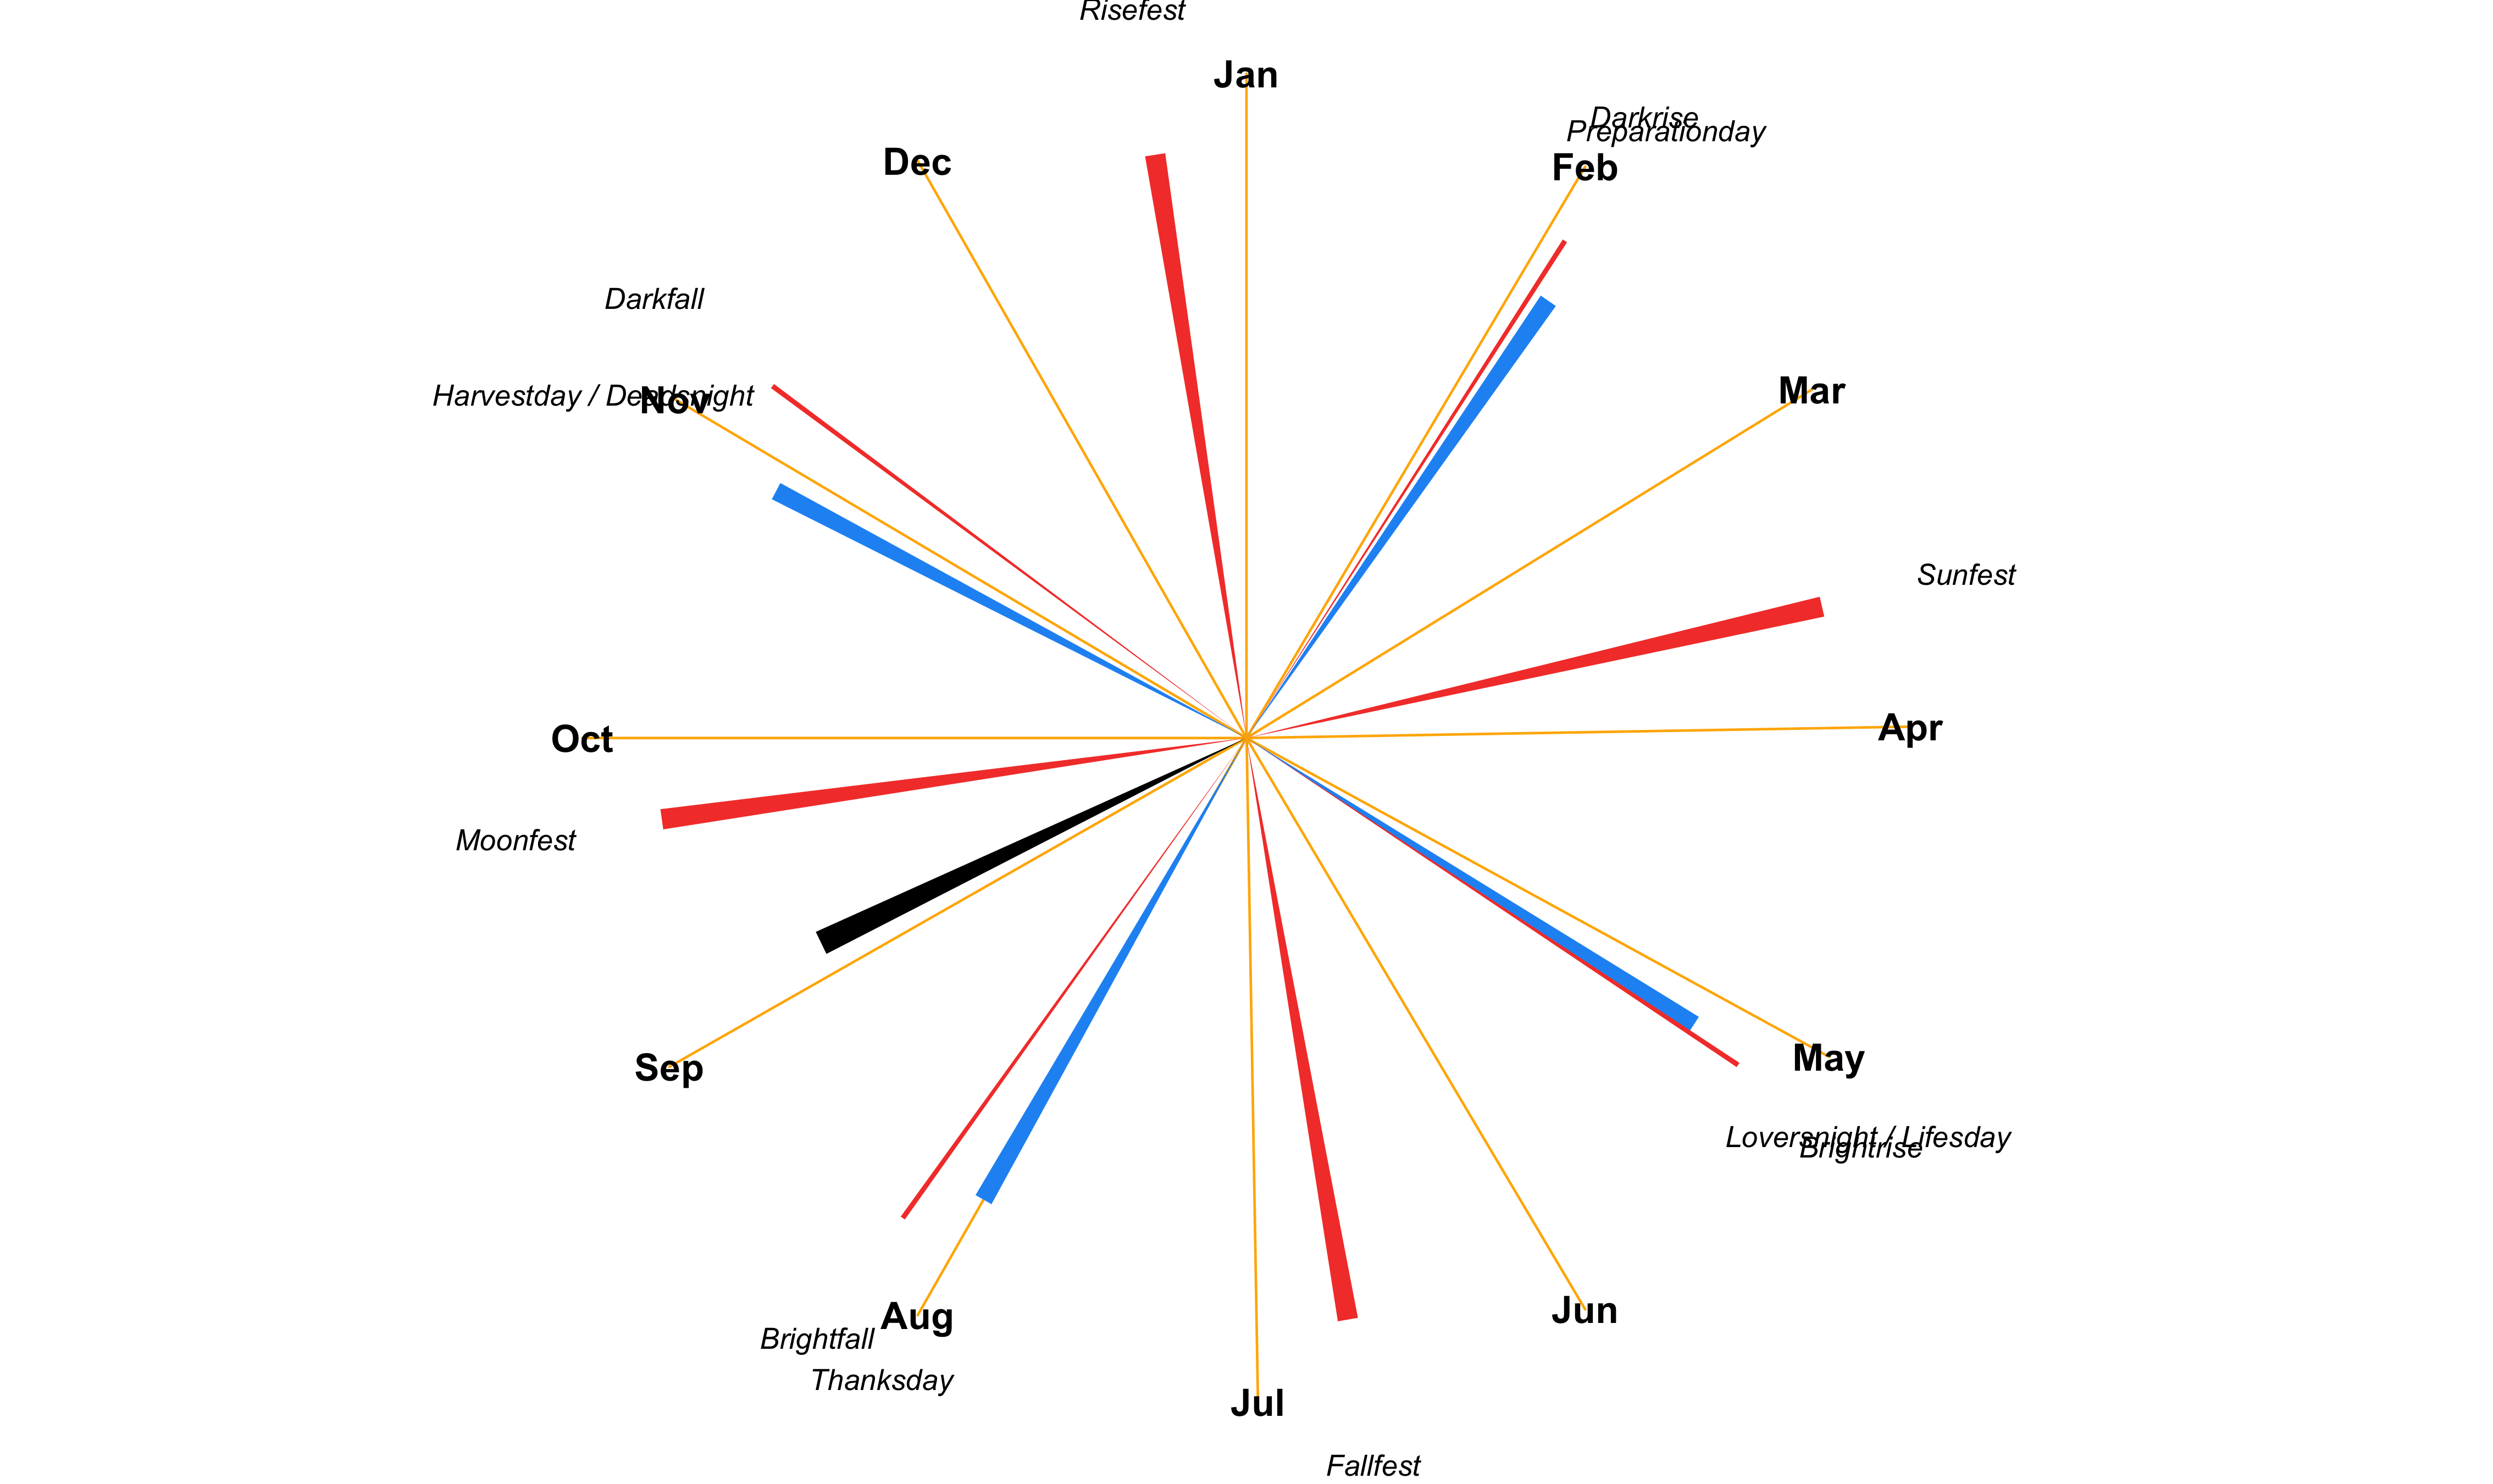 Risefest
Jan
Darkrise
Preparationday
Dec
Feb
Darkfall
Mar
Harvestday / Deadsnight
Nov
Sunfest
Apr
Oct
Moonfest
May
Sep
Loversnight / Lifesday
Brightrise
Jun
Aug
Brightfall
Thanksday
Jul
Fallfest